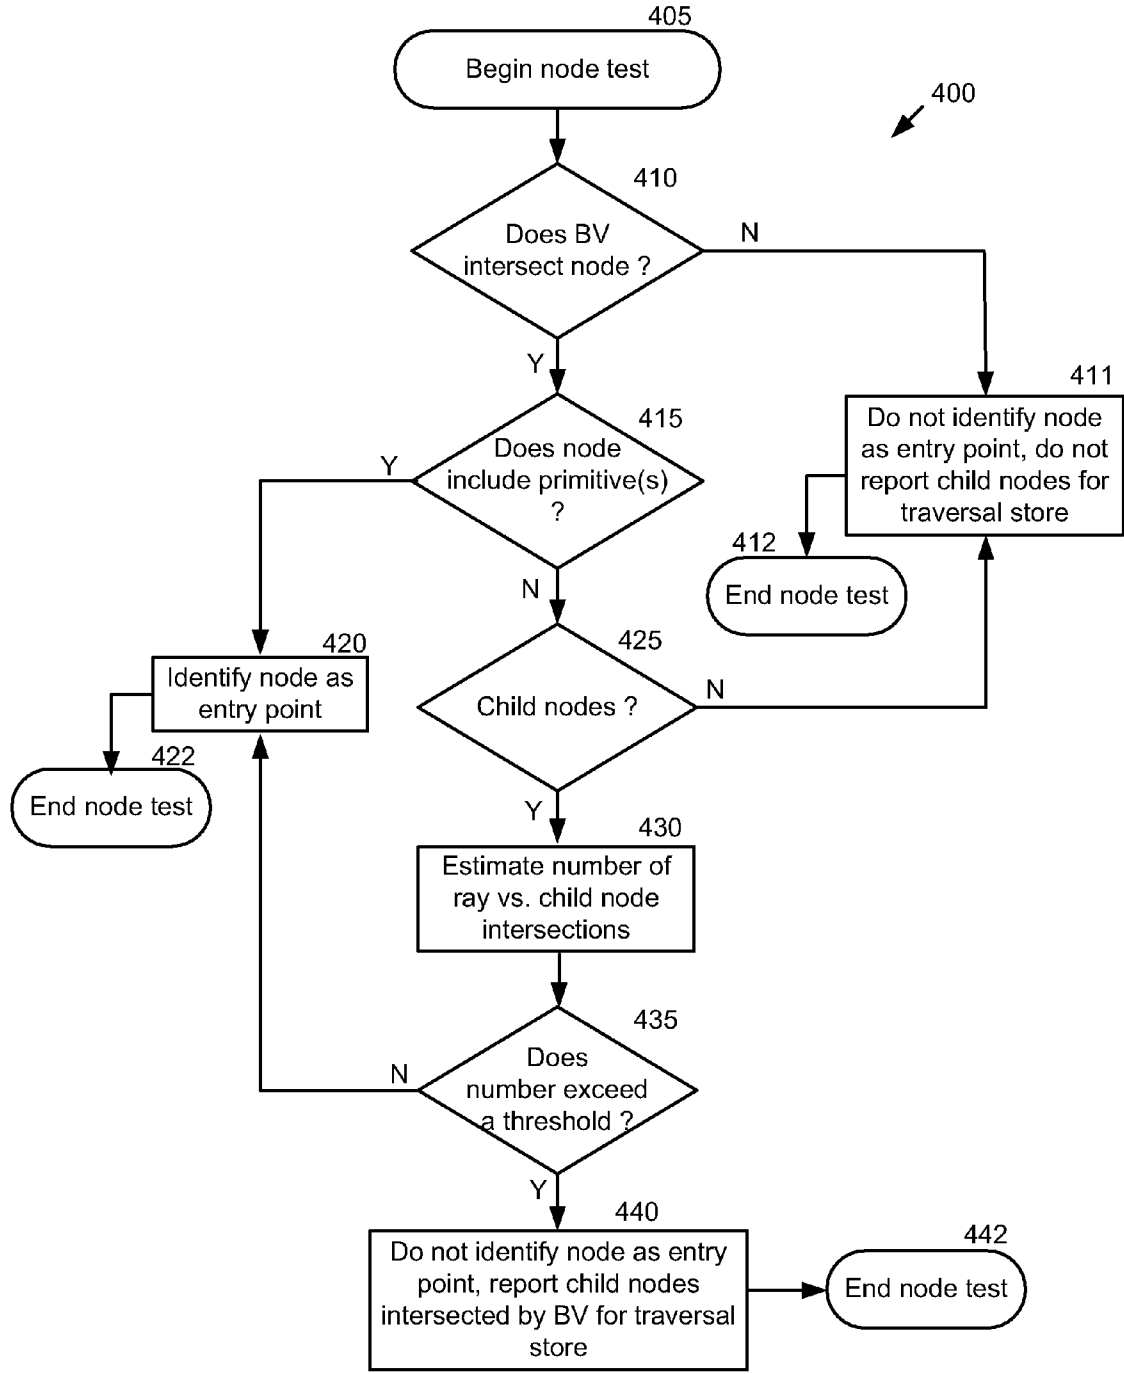 405
Begin node test
400
410
Does BV
intersect node ?
N
Y
411
Do not identify node
as entry point, do not
report child nodes for
traversal store
412
End node test
415
Does node
include primitive(s)
?
Y
N
420
Identify node as
entry point
422
End node test
425
Child nodes ?
N
Y
430
Estimate number of
ray vs. child node
intersections
435
Does
number exceed
a threshold ?
N
Y
440
Do not identify node as entry
point, report child nodes
intersected by BV for traversal
store
442
End node test